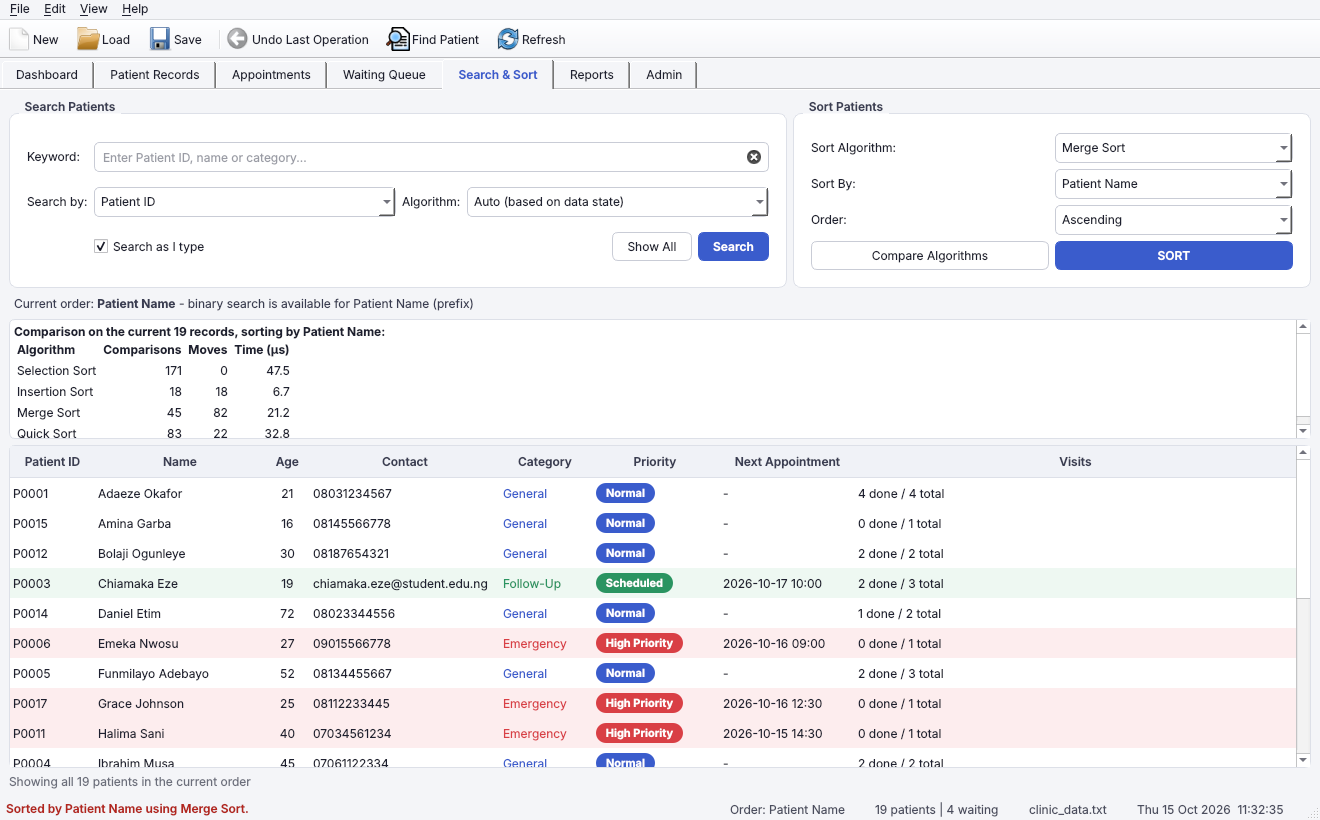 File Edit View Help
New Load Save Undo Last Operation Find Patient Refresh
Dashboard Patient Records Appointments Waiting Queue Search & Sort Reports Admin
Search Patients
Keyword: Enter Patient ID, name or category...
Search by: Patient ID Algorithm: Auto (based on data state)
Search as I type Show All Search
Sort Patients
Sort Algorithm: Merge Sort
Sort By: Patient Name
Order: Ascending
Compare Algorithms SORT
Current order: Patient Name - binary search is available for Patient Name (prefix)
Comparison on the current 19 records, sorting by Patient Name:
Algorithm Comparisons Moves Time (µs)
Selection Sort 171 0 47.5
Insertion Sort 18 18 6.7
Merge Sort 45 82 21.2
Quick Sort 83 22 32.8
Patient ID Name Age Contact Category Priority Next Appointment Visits
P0001 Adaeze Okafor 21 08031234567 General Normal - 4 done / 4 total
P0015 Amina Garba 16 08145566778 General Normal - 0 done / 1 total
P0012 Bolaji Ogunleye 30 08187654321 General Normal - 2 done / 2 total
P0003 Chiamaka Eze 19 chiamaka.eze@student.edu.ng Follow-Up Scheduled 2026-10-17 10:00 2 done / 3 total
P0014 Daniel Etim 72 08023344556 General Normal - 1 done / 2 total
P0006 Emeka Nwosu 27 09015566778 Emergency High Priority 2026-10-16 09:00 0 done / 1 total
P0005 Funmilayo Adebayo 52 08134455667 General Normal - 2 done / 3 total
P0017 Grace Johnson 25 08112233445 Emergency High Priority 2026-10-16 12:30 0 done / 1 total
P0011 Halima Sani 40 07034561234 Emergency High Priority 2026-10-15 14:30 0 done / 1 total
P0004 Ibrahim Musa 45 07061122334 General Normal - 2 done / 2 total
Showing all 19 patients in the current order
Sorted by Patient Name using Merge Sort. Order: Patient Name 19 patients | 4 waiting clinic_data.txt Thu 15 Oct 2026 11:32:35